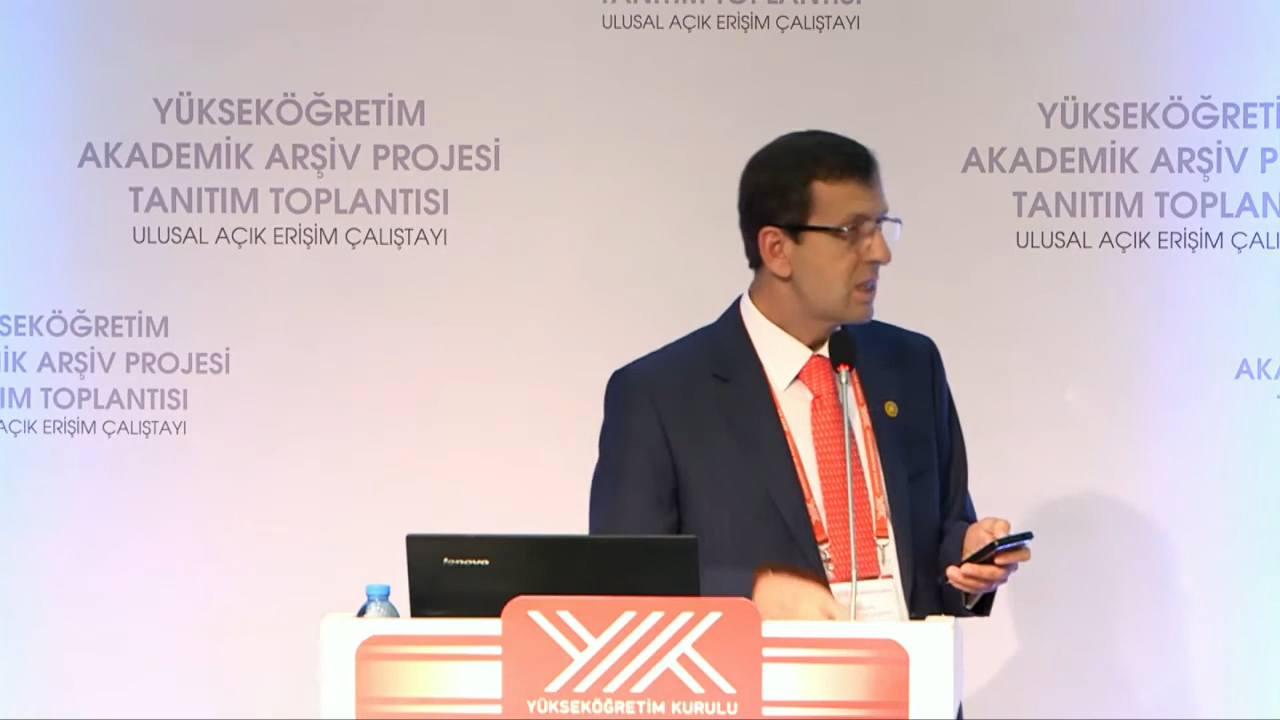 ULUSAL AÇIK ERİŞİM ÇALIŞTAYI
YÜKSEKÖĞRETİM
AKADEMİK ARŞİV PROJESİ
TANITIM TOPLANTISI
ULUSAL AÇIK ERİŞİM ÇALIŞTAYI
YÜKSEKÖĞRETİ
AKADEMİK ARŞİV P
TANITIM TOPLAN
ULUSAL AÇIK ERİŞİM ÇALI
SEKÖĞRETİM
İK ARŞİV PROJESİ
IM TOPLANTISI
AÇIK ERİŞİM ÇALIŞTAYI
AKA
lenovo
YÜKSEKÖĞRETİM KURULU